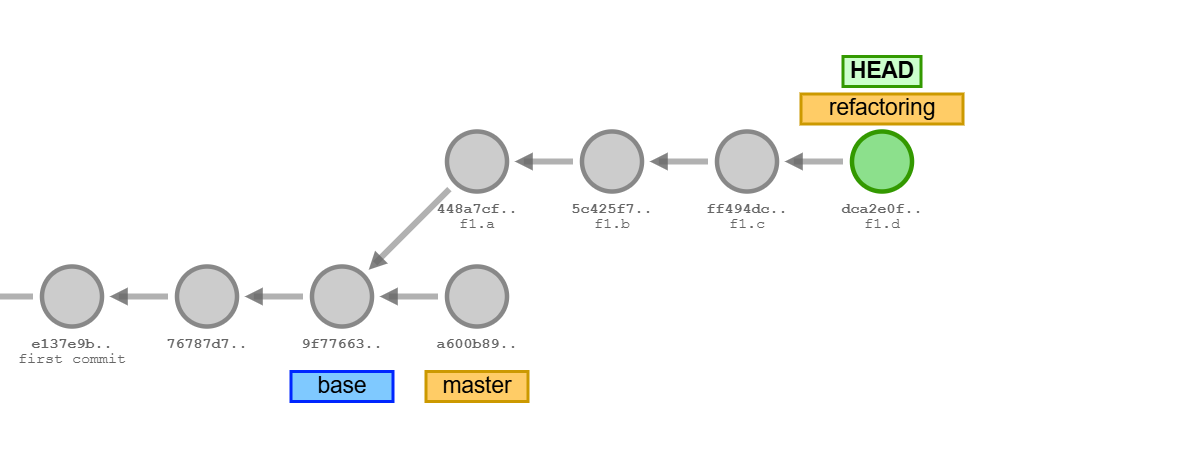 HEAD
refactoring
448a7cf.. 5c425f7.. ff494dc.. dca2e0f..
f1.a f1.b f1.c f1.d
e137e9b.. 76787d7.. 9f77663.. a600b89..
first commit
base master